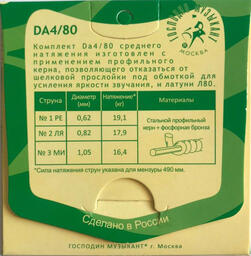 ГОСПОДИН МУЗЫКАНТ
МОСКВА
DA4/80
Комплект Da4/80 среднего
натяжения изготовлен с
применением профильного
керна, позволяющего отказаться от
шелковой прослойки под обмоткой для
усиления яркости звучания, и латуни Л80.
Струна Диаметр (мм) Натяжение* (кг) Материалы
№ 1 РЕ 0,62 19,1 Стальной профильный
керн + фосфорная бронза
№ 2 ЛЯ 0,82 17,9
№ 3 МИ 1,05 16,4
*Сила натяжения струн указана для мензуры 490 мм.
Сделано в России
ГОСПОДИН МУЗЫКАНТ® г. Москва